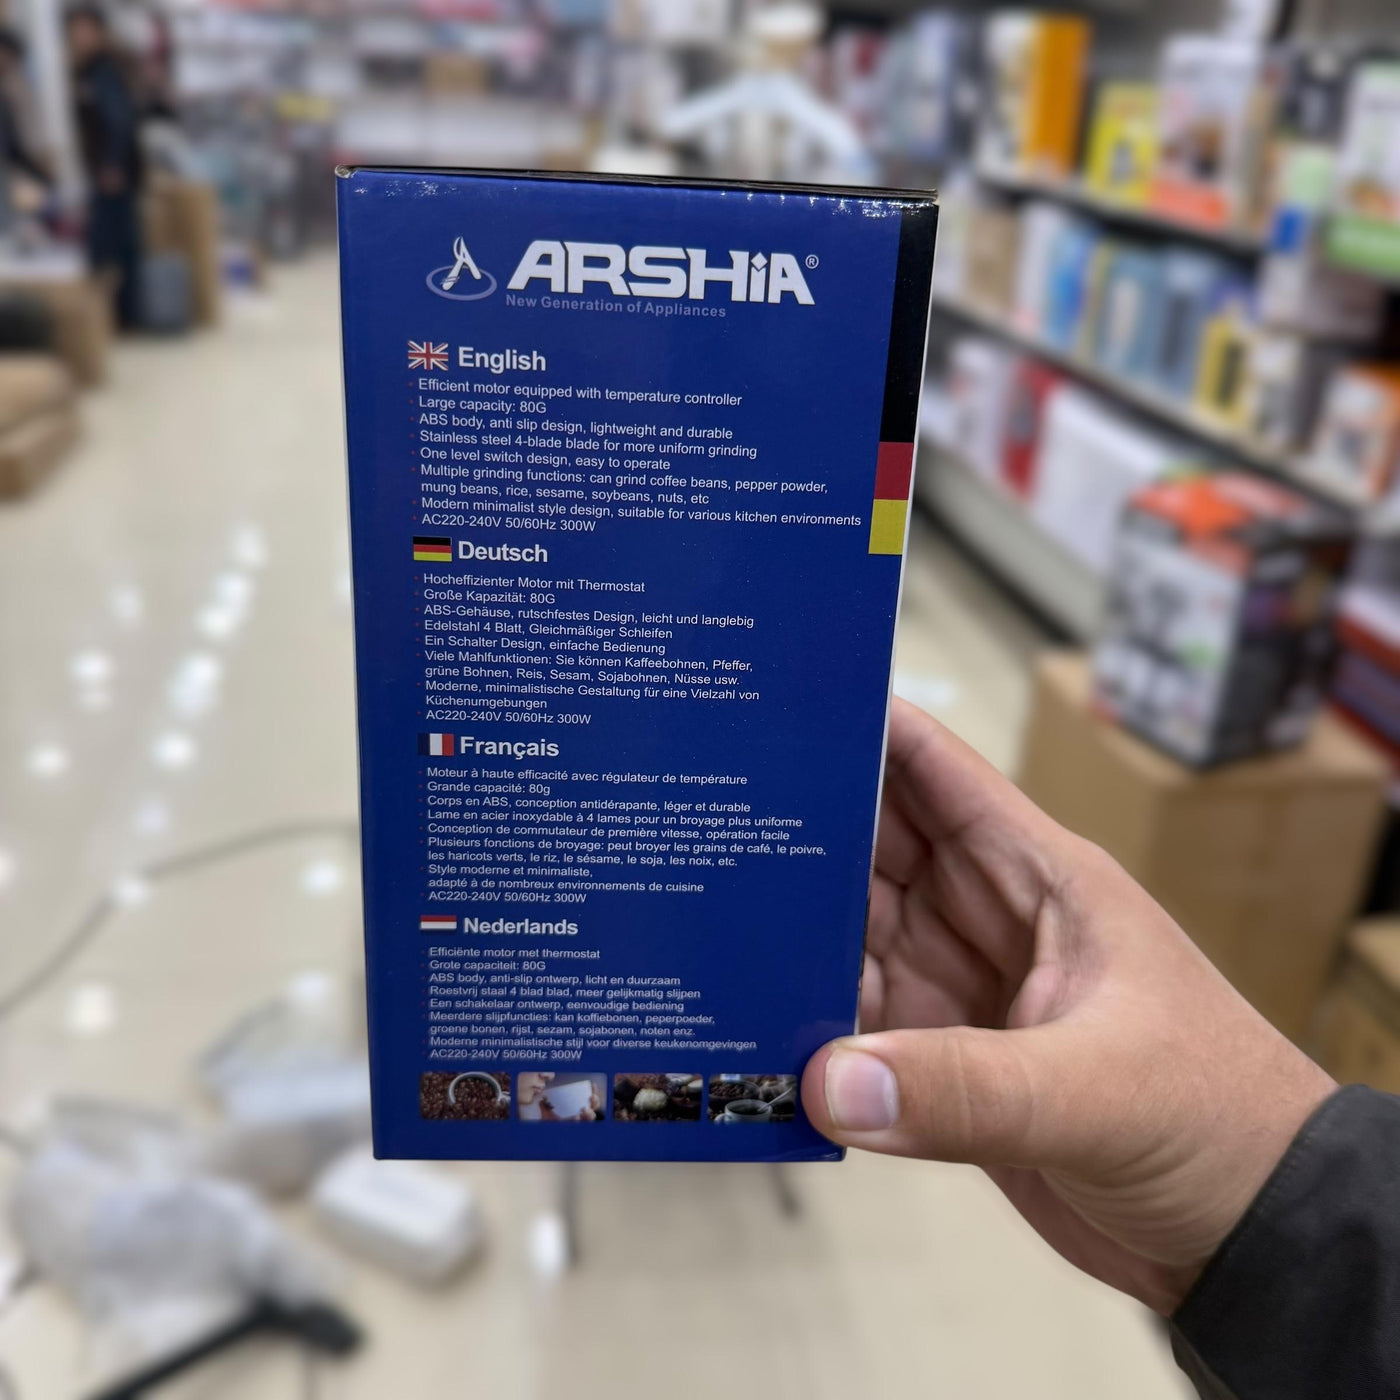 ARSHiA®
New Generation of Appliances
English
Efficient motor equipped with temperature controller
Large capacity: 80G
ABS body, anti slip design, lightweight and durable
Stainless steel 4-blade blade for more uniform grinding
One level switch design, easy to operate
Multiple grinding functions: can grind coffee beans, pepper powder,
mung beans, rice, sesame, soybeans, nuts, etc
Modern minimalist style design, suitable for various kitchen environments
AC220-240V 50/60Hz 300W
Deutsch
Hocheffizienter Motor mit Thermostat
Große Kapazität: 80G
ABS-Gehäuse, rutschfestes Design, leicht und langlebig
Edelstahl 4 Blatt, Gleichmäßiger Schleifen
Ein Schalter Design, einfache Bedienung
Viele Mahlfunktionen: Sie können Kaffeebohnen, Pfeffer,
grüne Bohnen, Reis, Sesam, Sojabohnen, Nüsse usw.
Moderne, minimalistische Gestaltung für eine Vielzahl von
Küchenumgebungen
AC220-240V 50/60Hz 300W
Français
Moteur à haute efficacité avec régulateur de température
Grande capacité: 80g
Corps en ABS, conception antidérapante, léger et durable
Lame en acier inoxydable à 4 lames pour un broyage plus uniforme
Conception de commutateur de première vitesse, opération facile
Plusieurs fonctions de broyage: peut broyer les grains de café, le poivre,
les haricots verts, le riz, le sésame, le soja, les noix, etc.
Style moderne et minimaliste,
adapté à de nombreux environnements de cuisine
AC220-240V 50/60Hz 300W
Nederlands
Efficiënte motor met thermostat
Grote capaciteit: 80G
ABS body, anti-slip ontwerp, licht en duurzaam
Roestvrij staal 4 blad blad, meer gelijkmatig slijpen
Een schakelaar ontwerp, eenvoudige bediening
Meerdere slijpfuncties: kan koffiebonen, peperpoeder,
groene bonen, rijst, sezam, sojabonen, noten enz.
Moderne minimalistische stijl voor diverse keukenomgevingen
AC220-240V 50/60Hz 300W